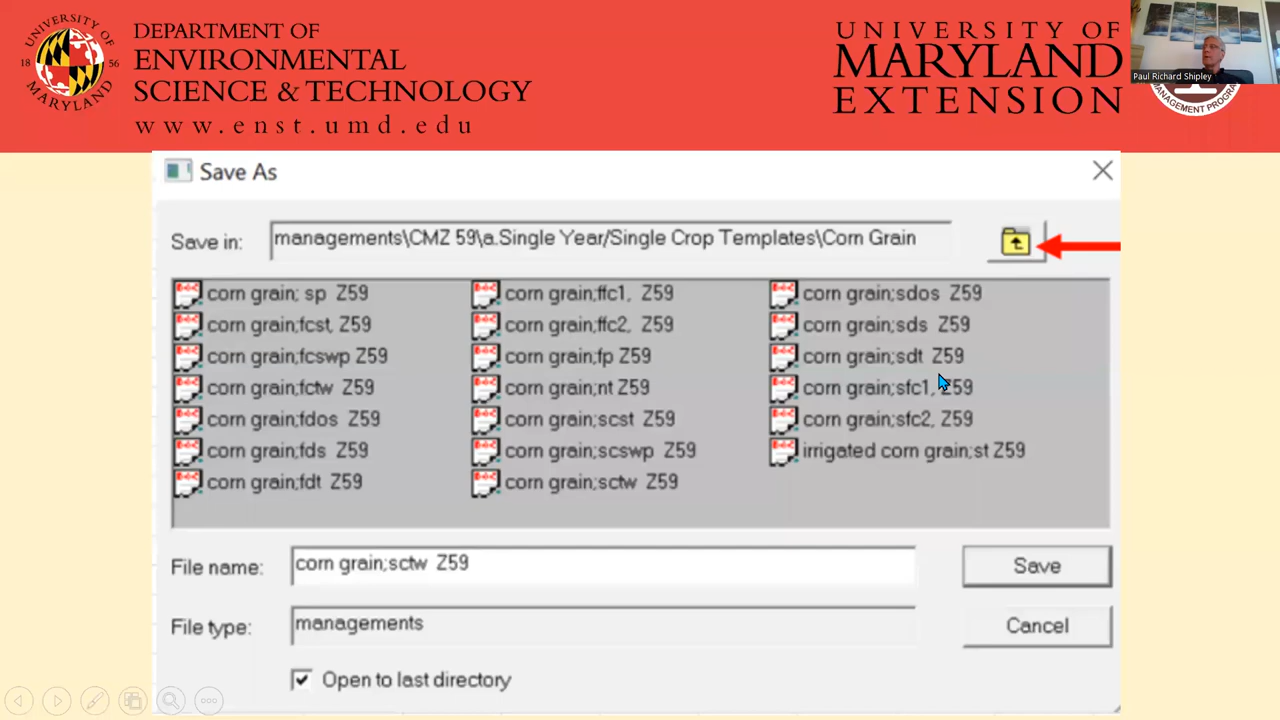 UNIVERSITY OF
18 56
MARYLAND
DEPARTMENT OF
ENVIRONMENTAL
SCIENCE & TECHNOLOGY
www.enst.umd.edu
UNIVERSITY OF
MARYLAND
EXTENSION
Paul Richard Shipley
MANAGEMENT PROGR
Save As
Save in: managements\CMZ 59\a.Single Year/Single Crop Templates\Corn Grain
corn grain; sp Z59
corn grain;fcst, Z59
corn grain;fcswp Z59
corn grain;fctw Z59
corn grain;fdos Z59
corn grain;fds Z59
corn grain;fdt Z59
corn grain;ffc1, Z59
corn grain;ffc2, Z59
corn grain;fp Z59
corn grain;nt Z59
corn grain;scst Z59
corn grain;scswp Z59
corn grain;sctw Z59
corn grain;sdos Z59
corn grain;sds Z59
corn grain;sdt Z59
corn grain;sfc1, Z59
corn grain;sfc2, Z59
irrigated corn grain;st Z59
File name: corn grain;sctw Z59
Save
File type: managements
Cancel
Open to last directory